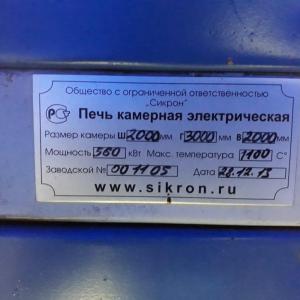 Общество с ограниченной ответственностью
„Сикрон"
РСТ Печь камерная электрическая
Размер камеры Ш 2000 мм Г 3000 мм В 2000 мм
Мощность 560 кВт Макс. температура 1100 С°
Заводской № 001105 Дата 28.12.13
www.sikron.ru